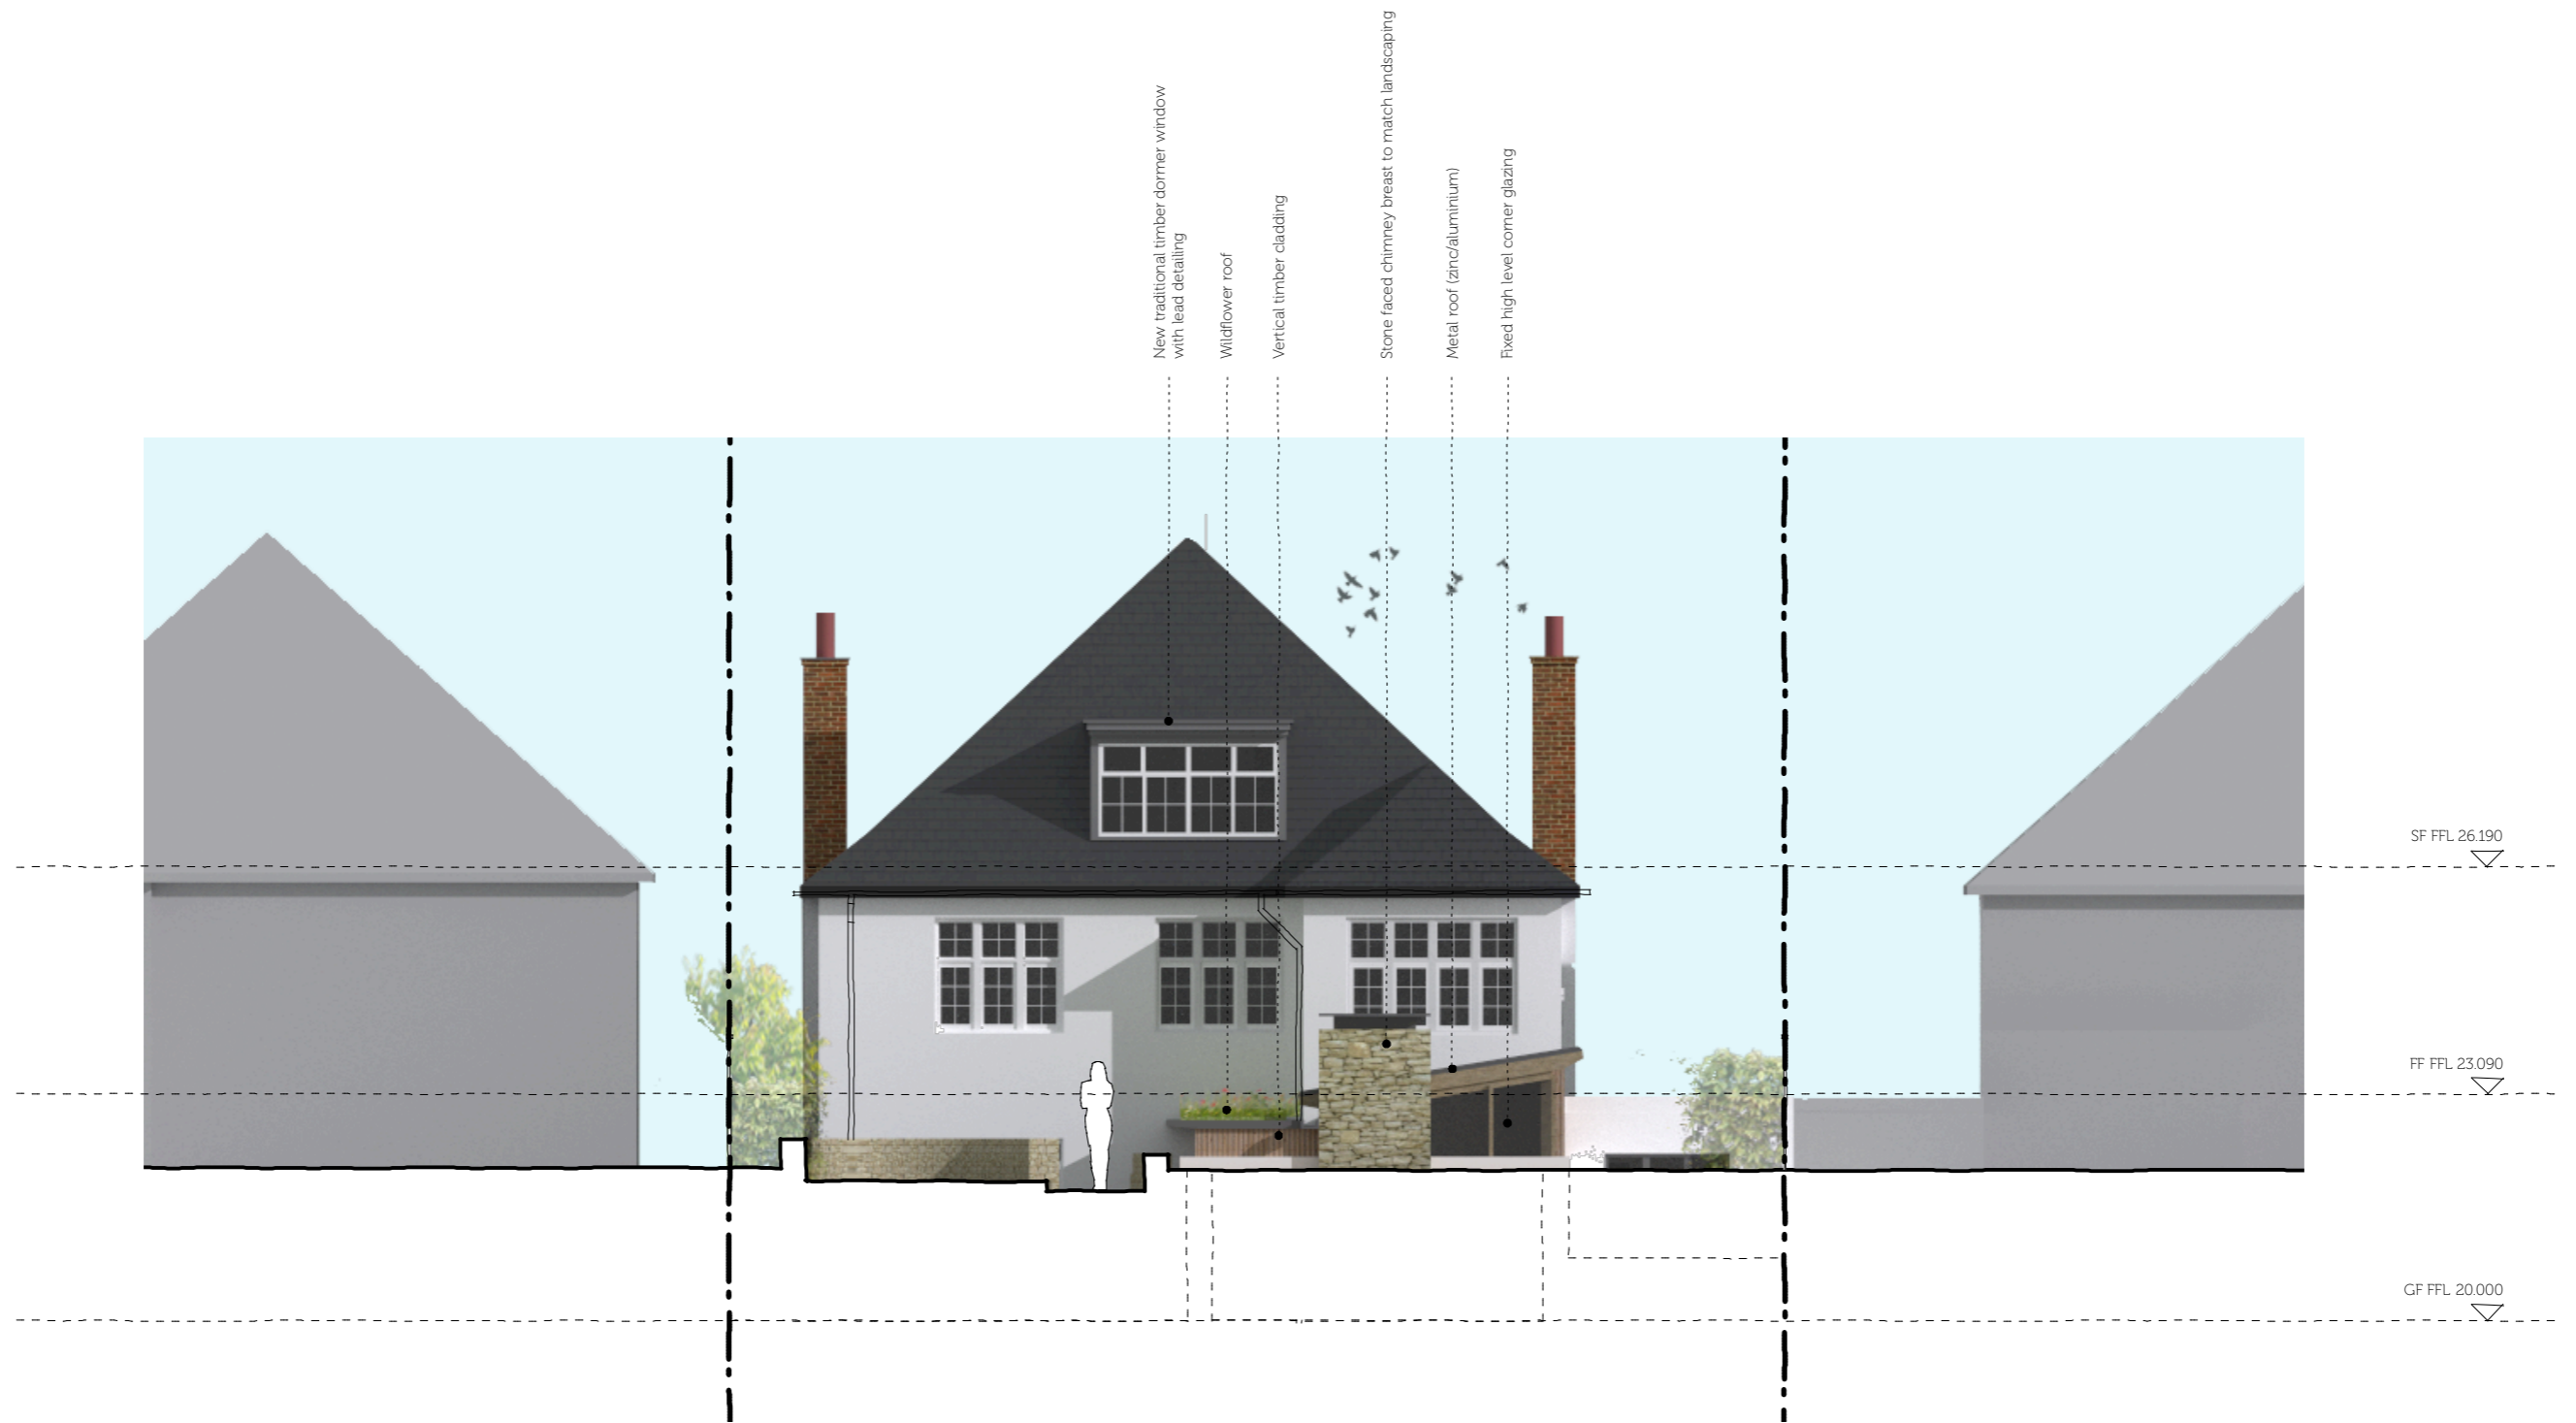 New traditional timber dormer window
with lead detailing
Wildflower roof
Vertical timber cladding
Stone faced chimney breast to match landscaping
Metal roof (zinc/aluminium)
Fixed high level corner glazing
SF FFL 26.190
FF FFL 23.090
GF FFL 20.000